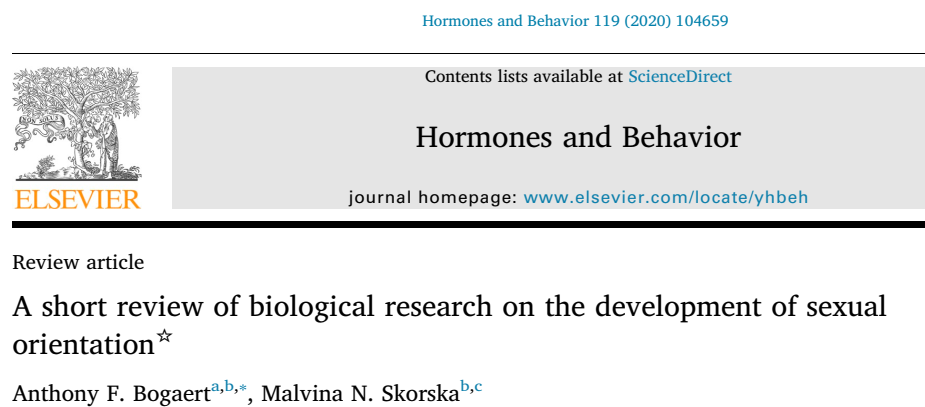 Hormones and Behavior 119 (2020) 104659
Contents lists available at ScienceDirect
NON SOLUS
Hormones and Behavior
ELSEVIER
journal homepage: www.elsevier.com/locate/yhbeh
Review article
A short review of biological research on the development of sexual
orientation☆
Anthony F. Bogaert a,b,*, Malvina N. Skorska b,c